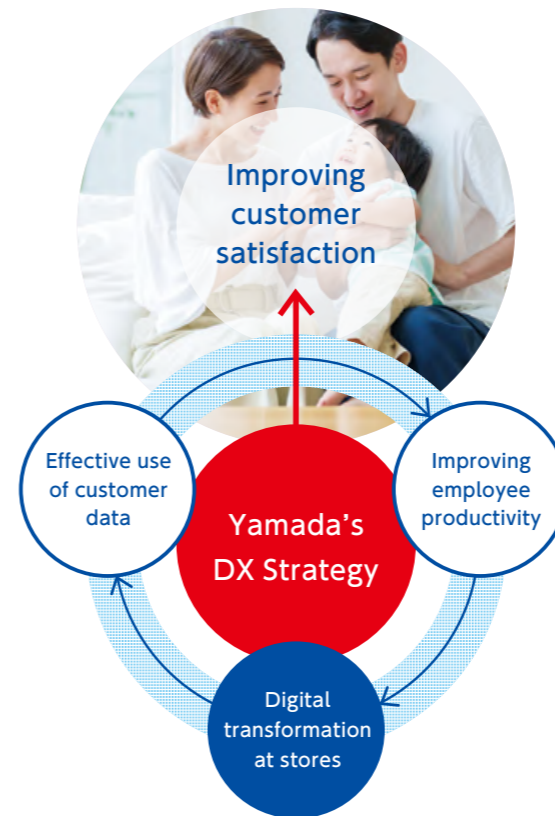 Improving
customer
satisfaction
Effective use
of customer
data
Improving
employee
productivity
Yamada’s
DX Strategy
Digital
transformation
at stores